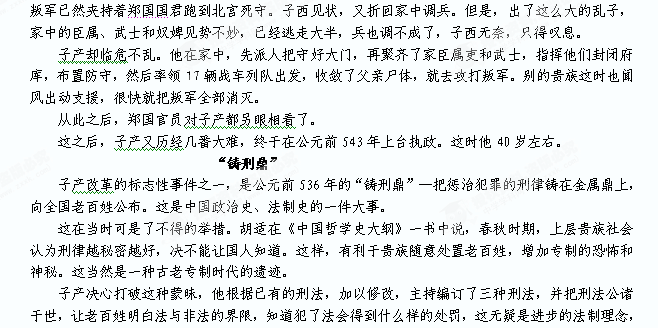 叛军已然夹持着郑国国君跑到北宫死守。子西见状，又折回家中调兵。但是，出了这么大的乱子，
家中的臣属、武士和奴婢见势不妙，已经逃走大半，兵也调不成了，子西无奈，只得叹息。
子产却临危不乱。他在家中，先派人把守好大门，再聚齐了家臣属吏和武士，指挥他们封闭府
库，布置防守，然后率领 17 辆战车列队出发，收敛了父亲尸体，就去攻打叛军。别的贵族这时也闻
风出动支援，很快就把叛军全部消灭。
从此之后，郑国官员对子产都另眼相看了。
这之后，子产又历经几番大难，终于在公元前 543 年上台执政。这时他 40 岁左右。
“铸刑鼎”
子产改革的标志性事件之一，是公元前 536 年的“铸刑鼎”—把惩治犯罪的刑律铸在金属鼎上，
向全国老百姓公布。这是中国政治史、法制史的一件大事。
这在当时可是了不得的举措。胡适在《中国哲学史大纲》一书中说，春秋时期，上层贵族社会
认为刑律越秘密越好，决不能让国人知道。这样，有利于贵族随意处置老百姓，增加专制的恐怖和
神秘。这当然是一种古老专制时代的遗迹。
子产决心打破这种蒙昧，他根据已有的刑法，加以修改，主持编订了三种刑法，并把刑法公诸
于世，让老百姓明白法与非法的界限，知道犯了法会得到什么样的处罚，这无疑是进步的法制理念，